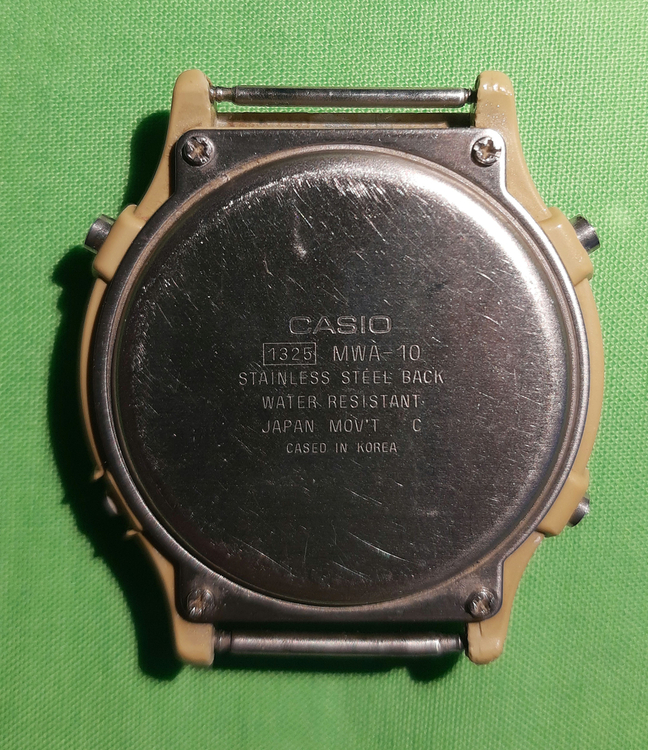 CASIO
1325 MWA-10
STAINLESS STEEL BACK
WATER RESISTANT
JAPAN MOV'T C
CASED IN KOREA